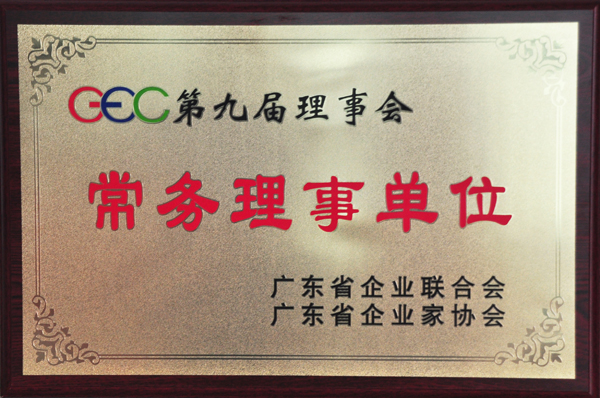 GEC第九届理事会
常务理事单位
广东省企业联合会
广东省企业家协会